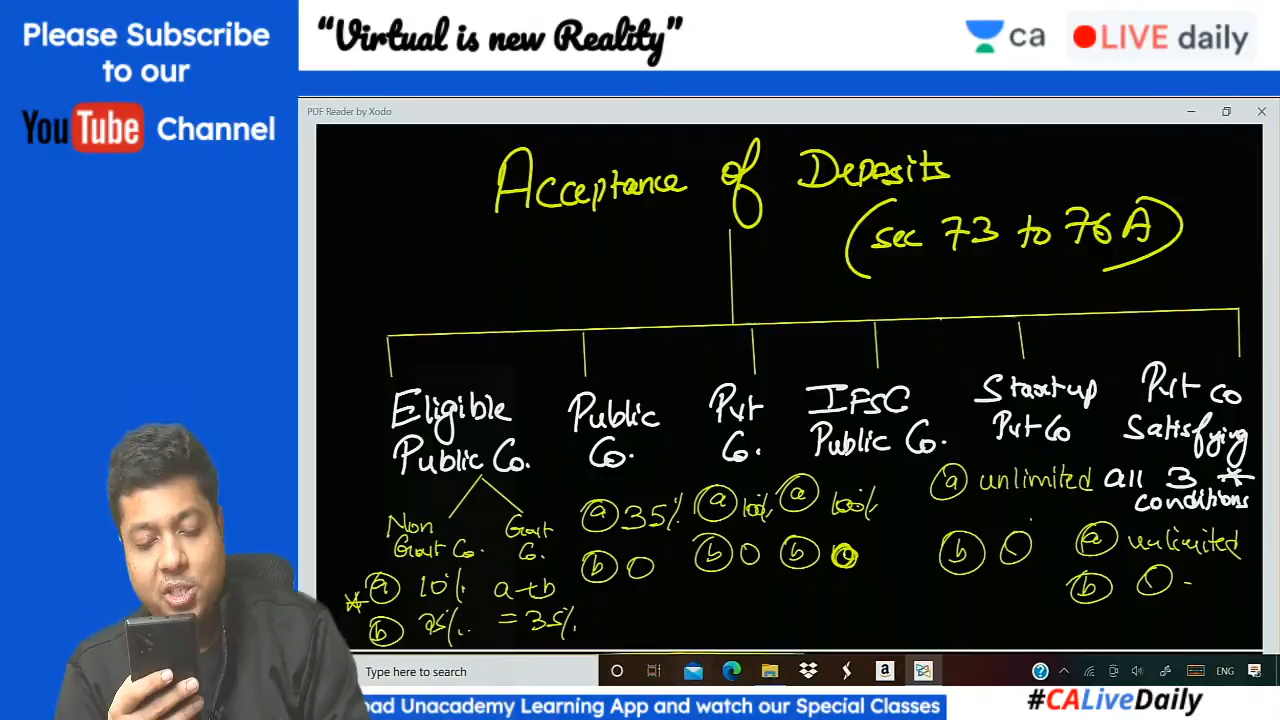 Please Subscribe
to our
YouTube Channel
“Virtual is new Reality”
ca
LIVE daily
PDF Reader by Xodo
Acceptance of Deposits
(sec 73 to 76A)
Eligible
Public Co.
Non
Govt Co.
Govt
Co.
a 10%
b 25%.
a+b
= 35%
Public
Co.
a 35%
b 0
Pvt
Co.
a 100%
b 0
IFSC
Public Co.
a 100%
b 0
Startup
Pvt Co
a unlimited
b 0
Pvt Co
Satisfying
all 3 *
conditions
a unlimited
b 0
Type here to search
ENG
oad Unacademy Learning App and watch our Special Classes
#CALiveDaily